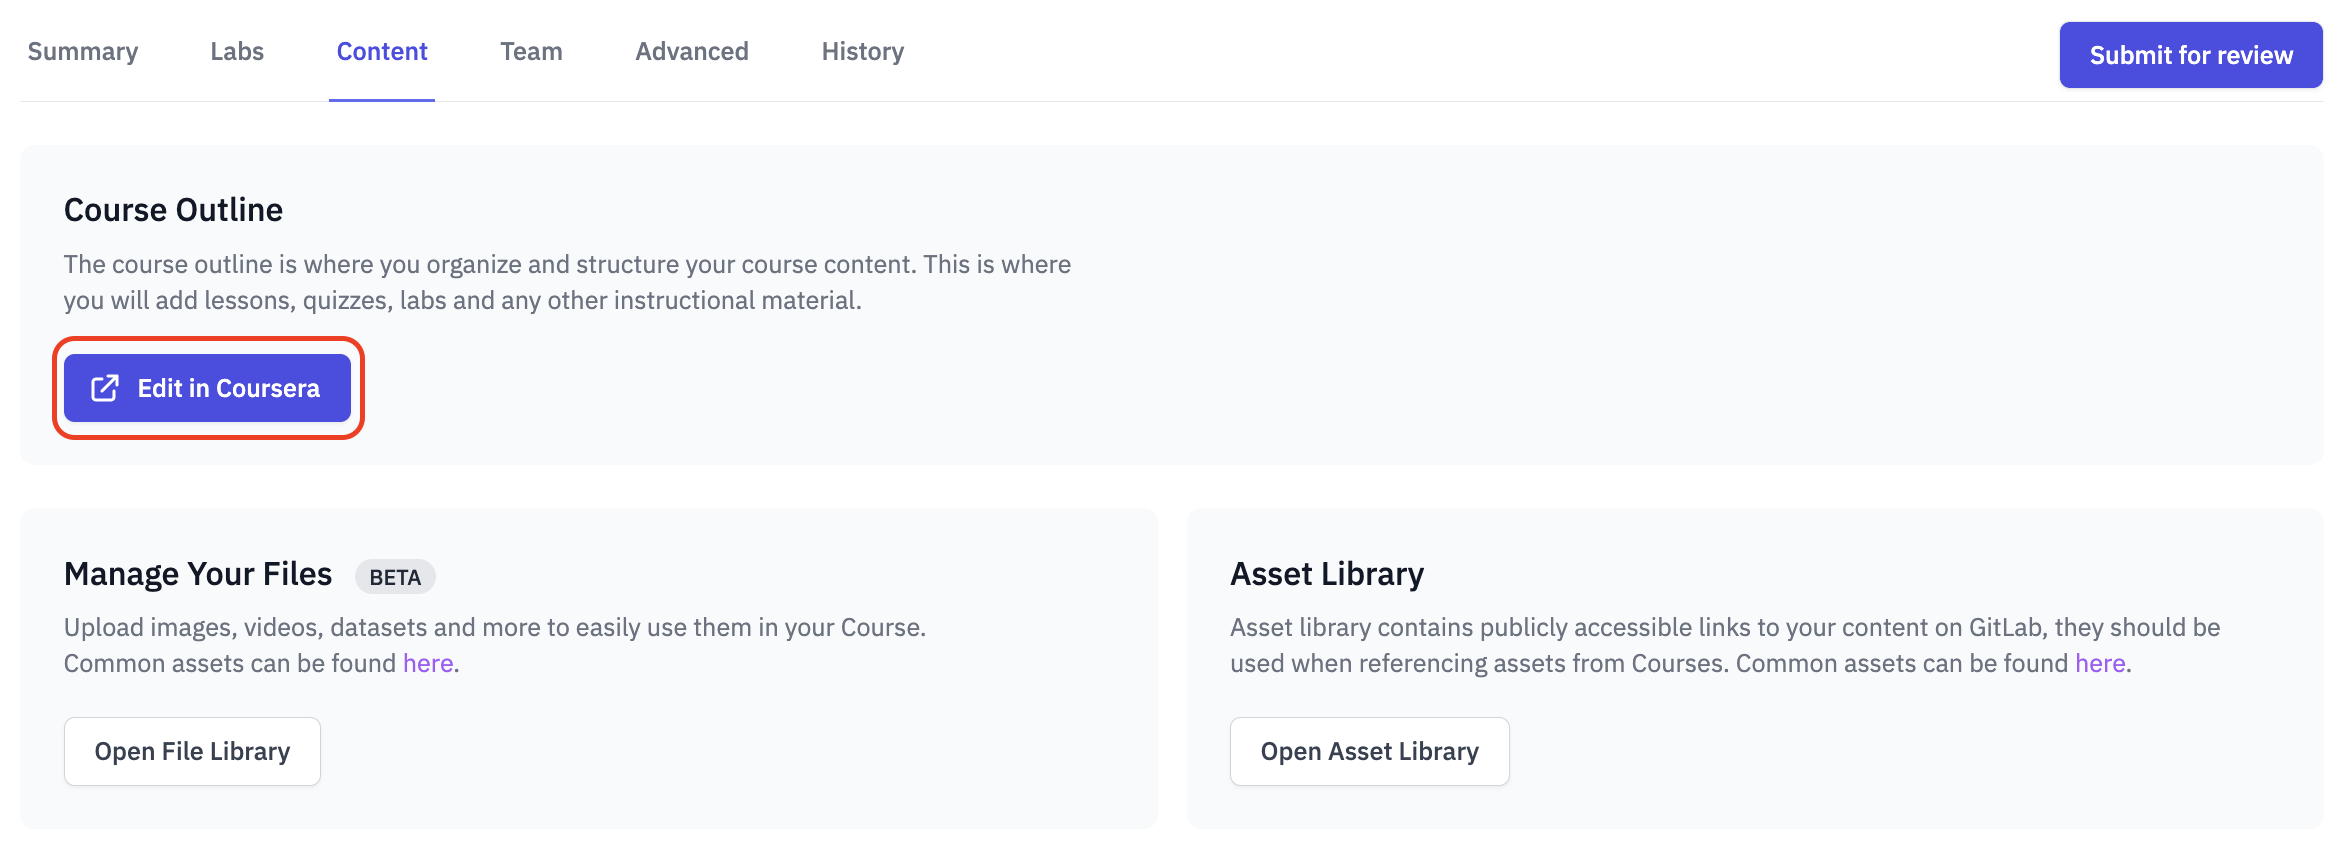 Summary Labs Content Team Advanced History Submit for review
Course Outline
The course outline is where you organize and structure your course content. This is where
you will add lessons, quizzes, labs and any other instructional material.
Edit in Coursera
Manage Your Files BETA
Upload images, videos, datasets and more to easily use them in your Course.
Common assets can be found here.
Open File Library
Asset Library
Asset library contains publicly accessible links to your content on GitLab, they should be
used when referencing assets from Courses. Common assets can be found here.
Open Asset Library